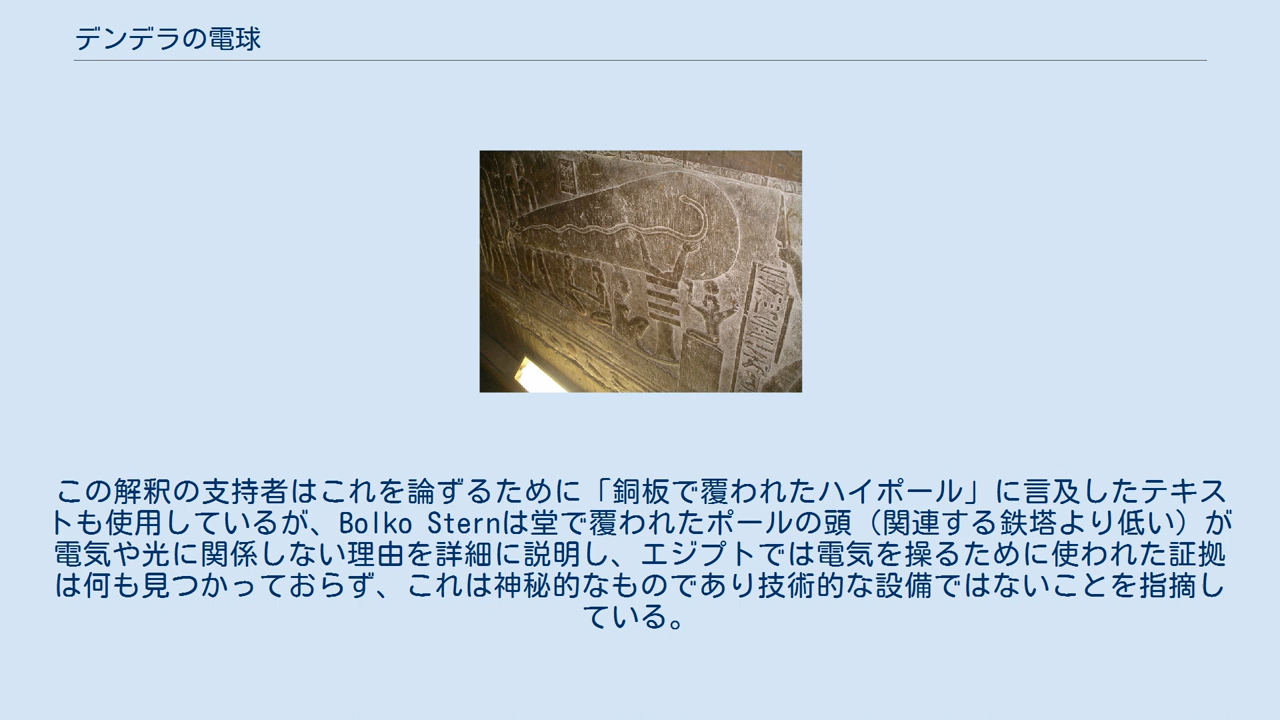 デンデラの電球
この解釈の支持者はこれを論ずるために「銅板で覆われたハイポール」に言及したテキス
トも使用しているが、Bolko Sternは堂で覆われたポールの頭（関連する鉄塔より低い）が
電気や光に関係しない理由を詳細に説明し、エジプトでは電気を操るために使われた証拠
は何も見つかっておらず、これは神秘的なものであり技術的な設備ではないことを指摘し
ている。